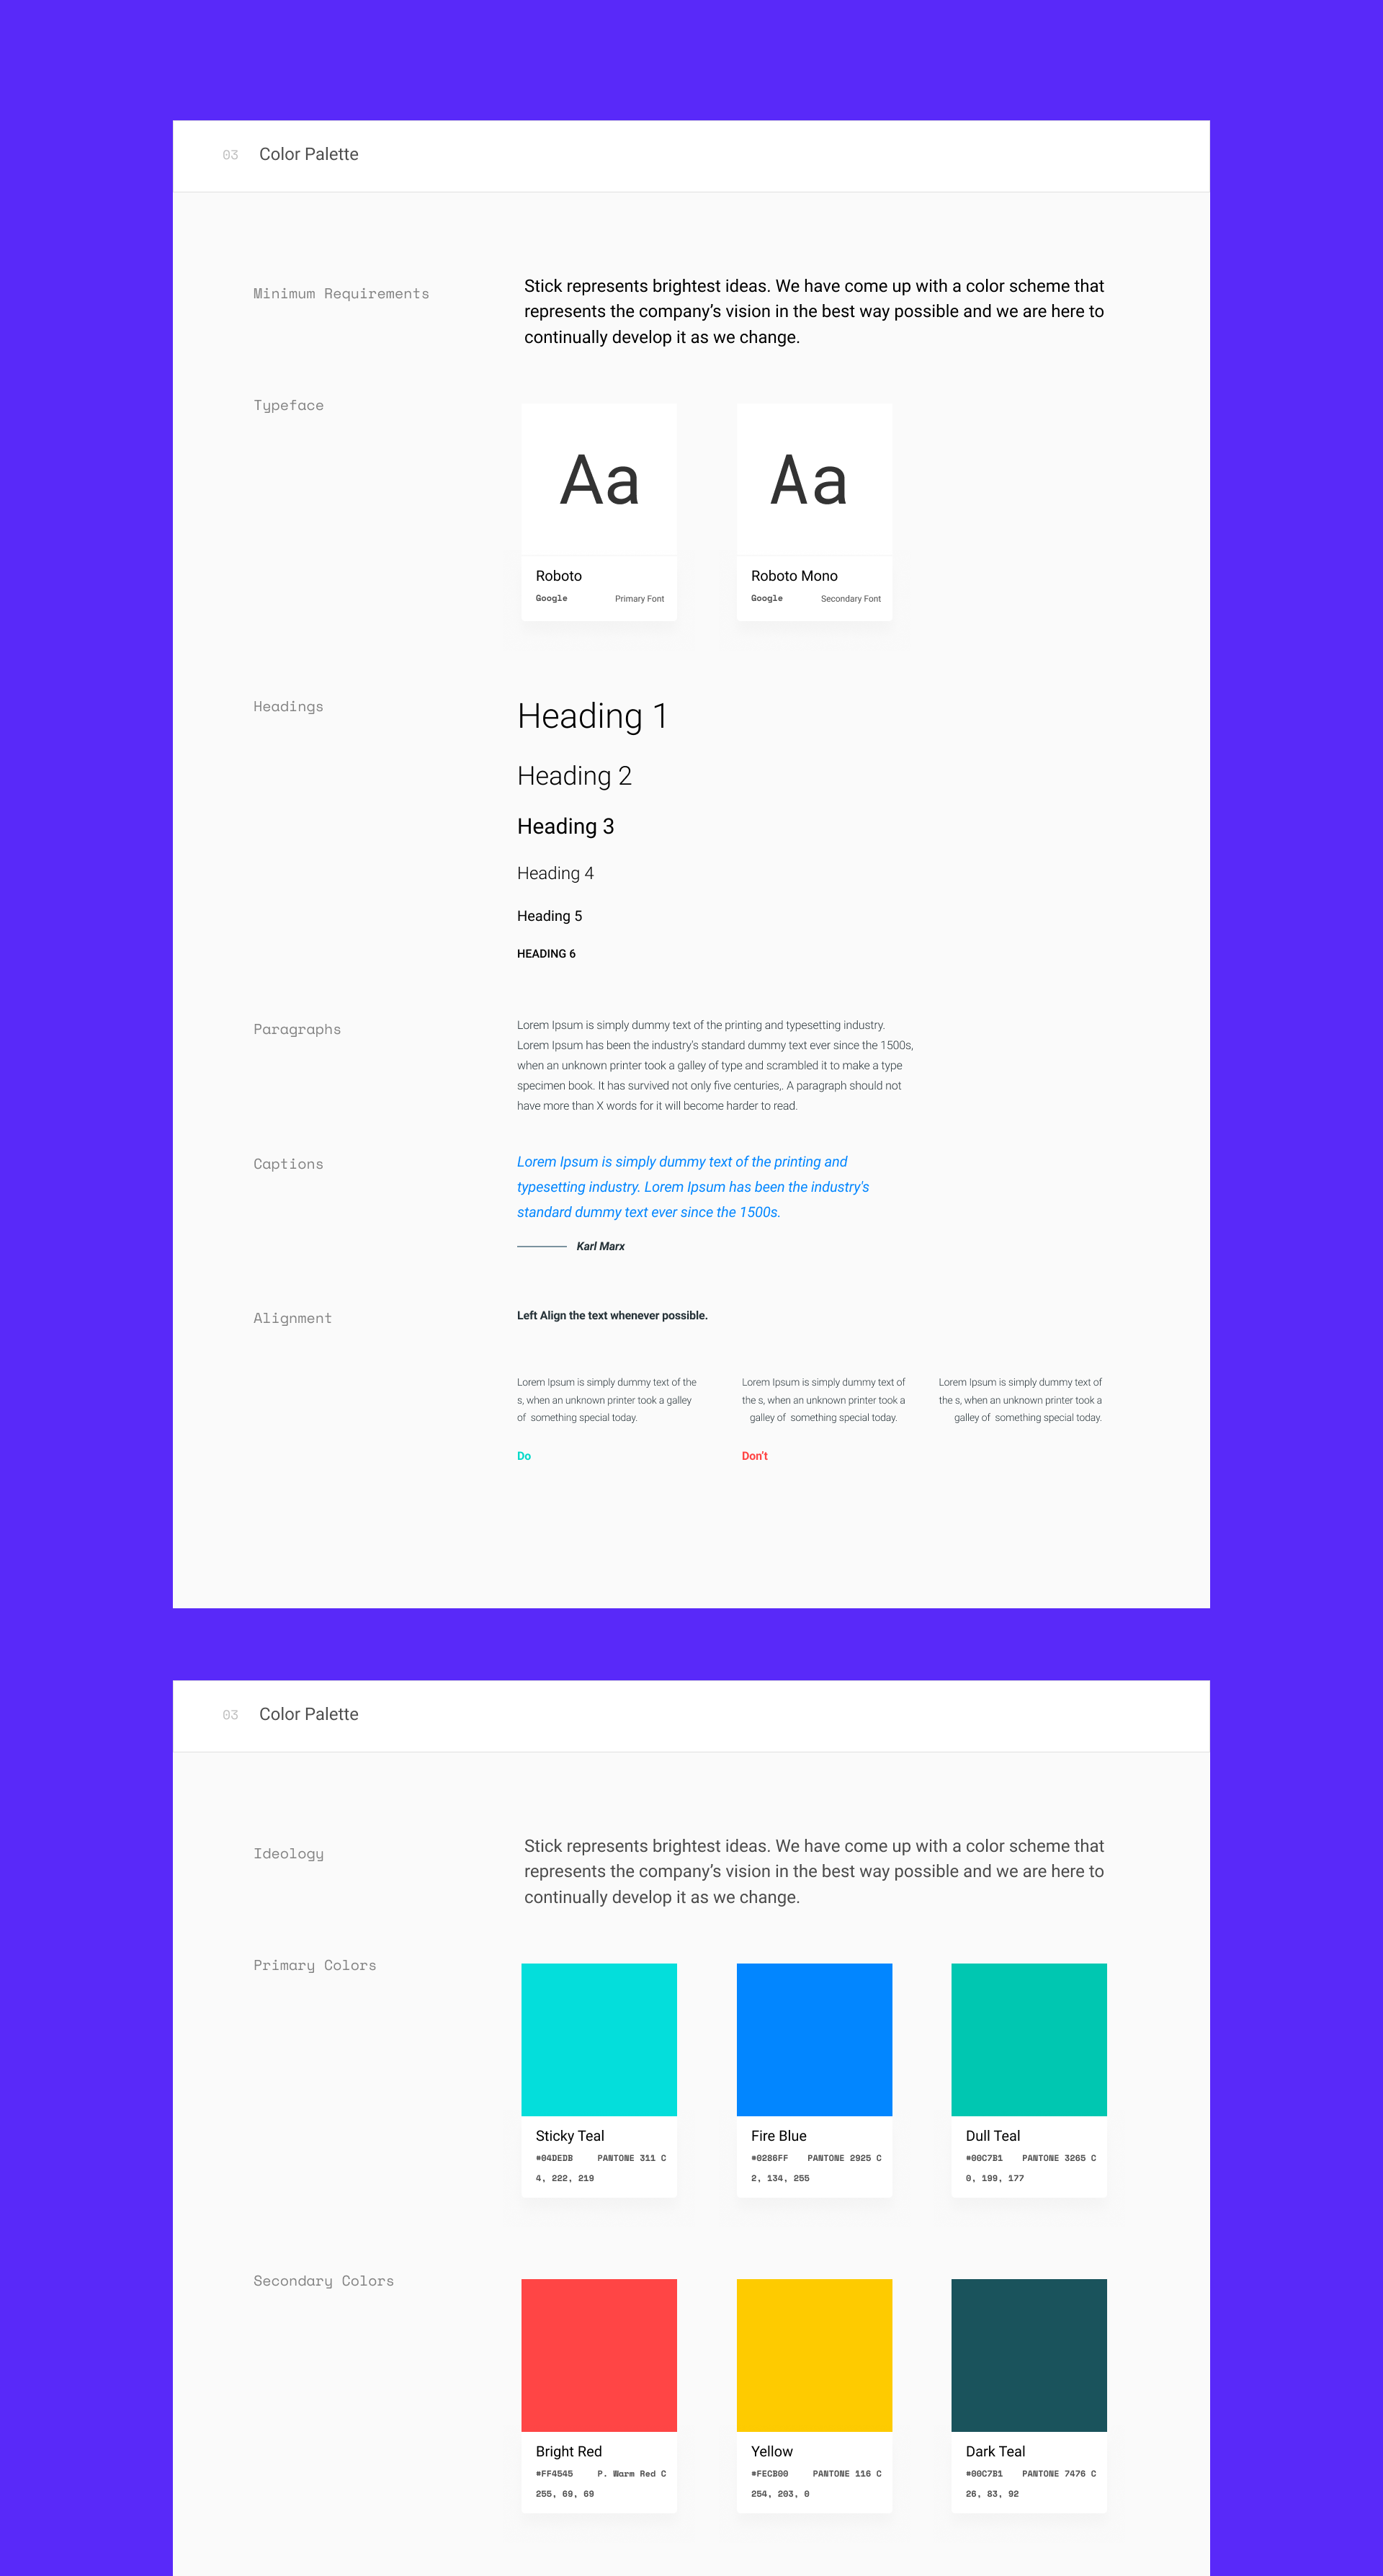 03 Color Palette
Minimum Requirements
Stick represents brightest ideas. We have come up with a color scheme that
represents the company’s vision in the best way possible and we are here to
continually develop it as we change.
Typeface
Aa
Roboto
Google Primary Font
Aa
Roboto Mono
Google Secondary Font
Headings
Heading 1
Heading 2
Heading 3
Heading 4
Heading 5
HEADING 6
Paragraphs
Lorem Ipsum is simply dummy text of the printing and typesetting industry.
Lorem Ipsum has been the industry's standard dummy text ever since the 1500s,
when an unknown printer took a galley of type and scrambled it to make a type
specimen book. It has survived not only five centuries,. A paragraph should not
have more than X words for it will become harder to read.
Captions
Lorem Ipsum is simply dummy text of the printing and
typesetting industry. Lorem Ipsum has been the industry's
standard dummy text ever since the 1500s.
Karl Marx
Alignment
Left Align the text whenever possible.
Lorem Ipsum is simply dummy text of the
s, when an unknown printer took a galley
of something special today.
Do
Lorem Ipsum is simply dummy text of
the s, when an unknown printer took a
galley of something special today.
Don't
Lorem Ipsum is simply dummy text of
the s, when an unknown printer took a
galley of something special today.
03 Color Palette
Ideology
Stick represents brightest ideas. We have come up with a color scheme that
represents the company’s vision in the best way possible and we are here to
continually develop it as we change.
Primary Colors
Sticky Teal
#04DEDB PANTONE 311 C
4, 222, 219
Fire Blue
#0286FF PANTONE 2925 C
2, 134, 255
Dull Teal
#00C7B1 PANTONE 3265 C
0, 199, 177
Secondary Colors
Bright Red
#FF4545 P. Warm Red C
255, 69, 69
Yellow
#FECB00 PANTONE 116 C
254, 203, 0
Dark Teal
#00C7B1 PANTONE 7476 C
26, 83, 92